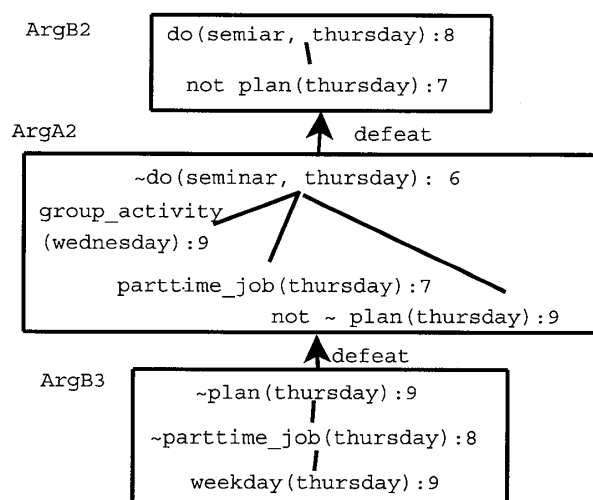 ArgB2
do(semiar, thursday):8
not plan(thursday):7
defeat
ArgA2
~do(seminar, thursday): 6
group_activity
(wednesday):9
parttime_job(thursday):7
not ~ plan(thursday):9
defeat
ArgB3
~plan(thursday):9
~parttime_job(thursday):8
weekday(thursday):9